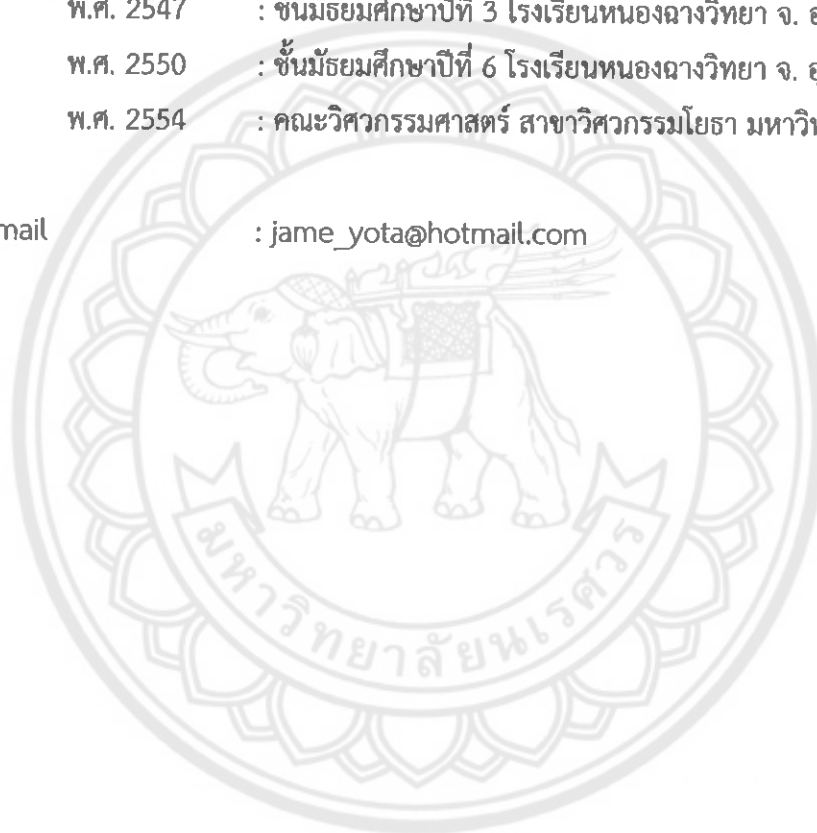 พ.ศ. 2547 : ชั้นมัธยมศึกษาปีที่ 3 โรงเรียนหนองฉางวิทยา จ.
พ.ศ. 2550 : ชั้นมัธยมศึกษาปีที่ 6 โรงเรียนหนองฉางวิทยา จ.
พ.ศ. 2554 : คณะวิศวกรรมศาสตร์ สาขาวิศวกรรมโยธา
mail : jame_yota@hotmail.com
มหาวิทยาลัยนเรศวร